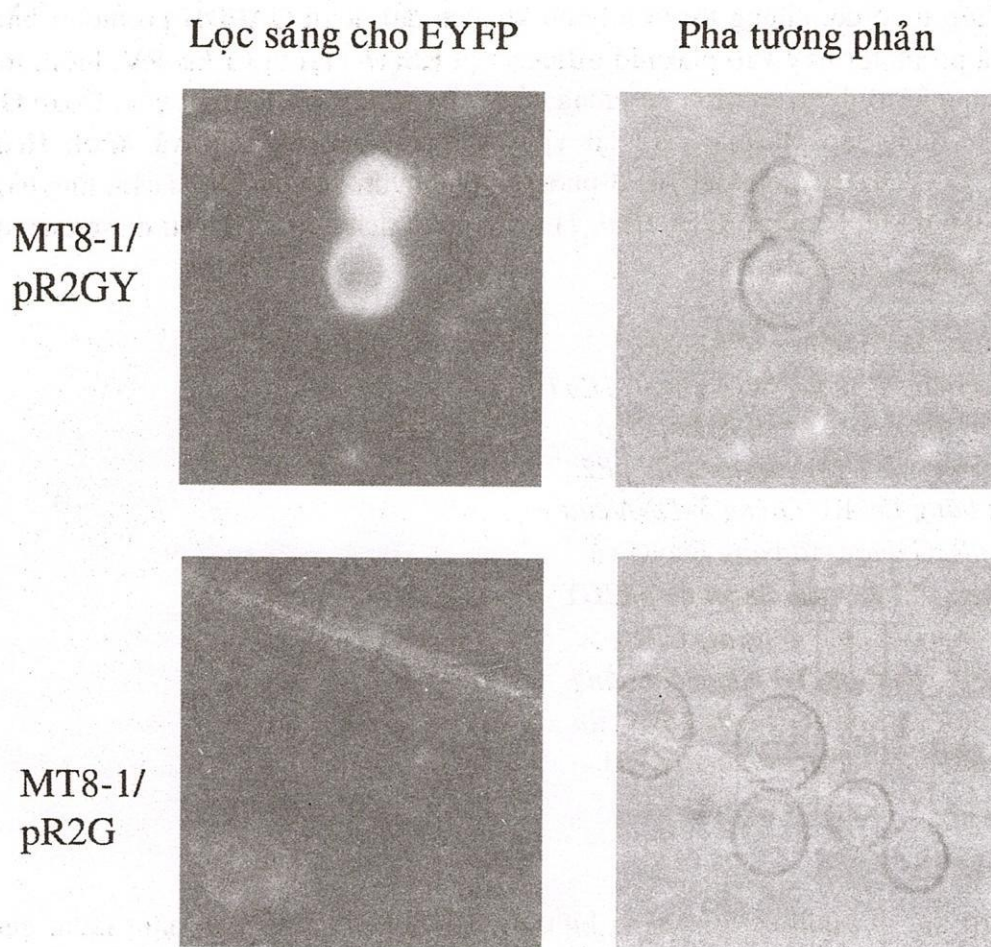 Lọc sáng cho EYFP
Pha tương phản
MT8-1/
pR2GY
MT8-1/
pR2G